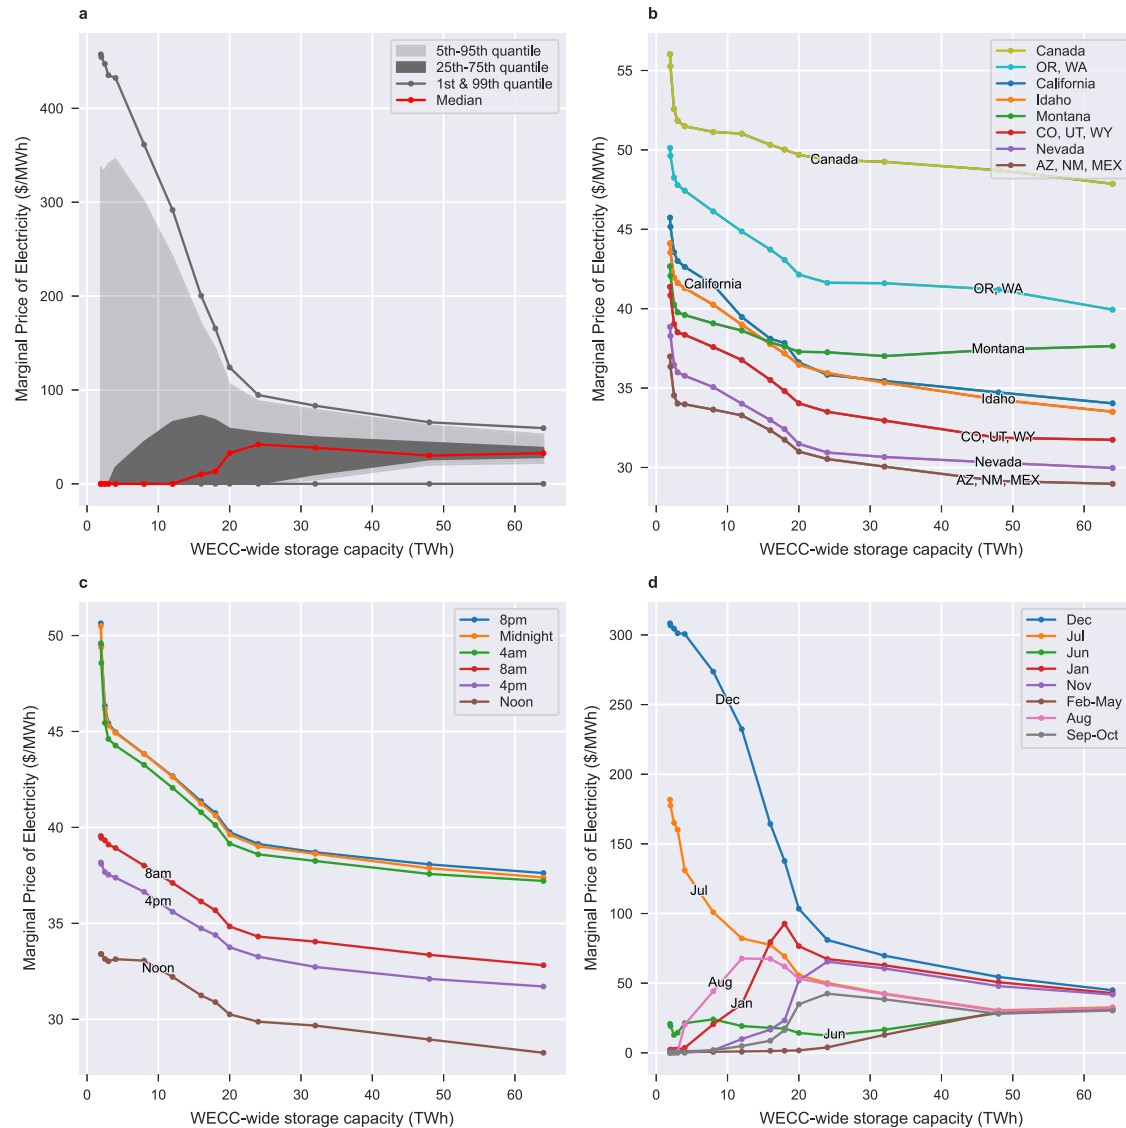 a
Marginal Price of Electricity ($/MWh)
400
300
200
100
0
0 10 20 30 40 50 60
WECC-wide storage capacity (TWh)
5th-95th quantile
25th-75th quantile
1st & 99th quantile
Median
b
Marginal Price of Electricity ($/MWh)
55
50
45
40
35
30
0 10 20 30 40 50 60
WECC-wide storage capacity (TWh)
Canada
OR, WA
California
Idaho
Montana
CO, UT, WY
Nevada
AZ, NM, MEX
Canada
California
OR, WA
Montana
Idaho
CO, UT, WY
Nevada
AZ, NM, MEX
c
Marginal Price of Electricity ($/MWh)
50
45
40
35
30
0 10 20 30 40 50 60
WECC-wide storage capacity (TWh)
8pm
Midnight
4am
8am
4pm
Noon
8am
4pm
Noon
d
Marginal Price of Electricity ($/MWh)
300
250
200
150
100
50
0
0 10 20 30 40 50 60
WECC-wide storage capacity (TWh)
Dec
Jul
Jun
Jan
Nov
Feb-May
Aug
Sep-Oct
Dec
Jul
Aug
Jan
Jun